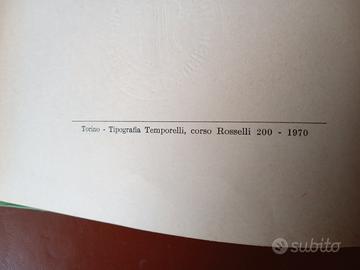 Torino - Tipografia Temporelli, corso Rosselli 200 - 1970
subito